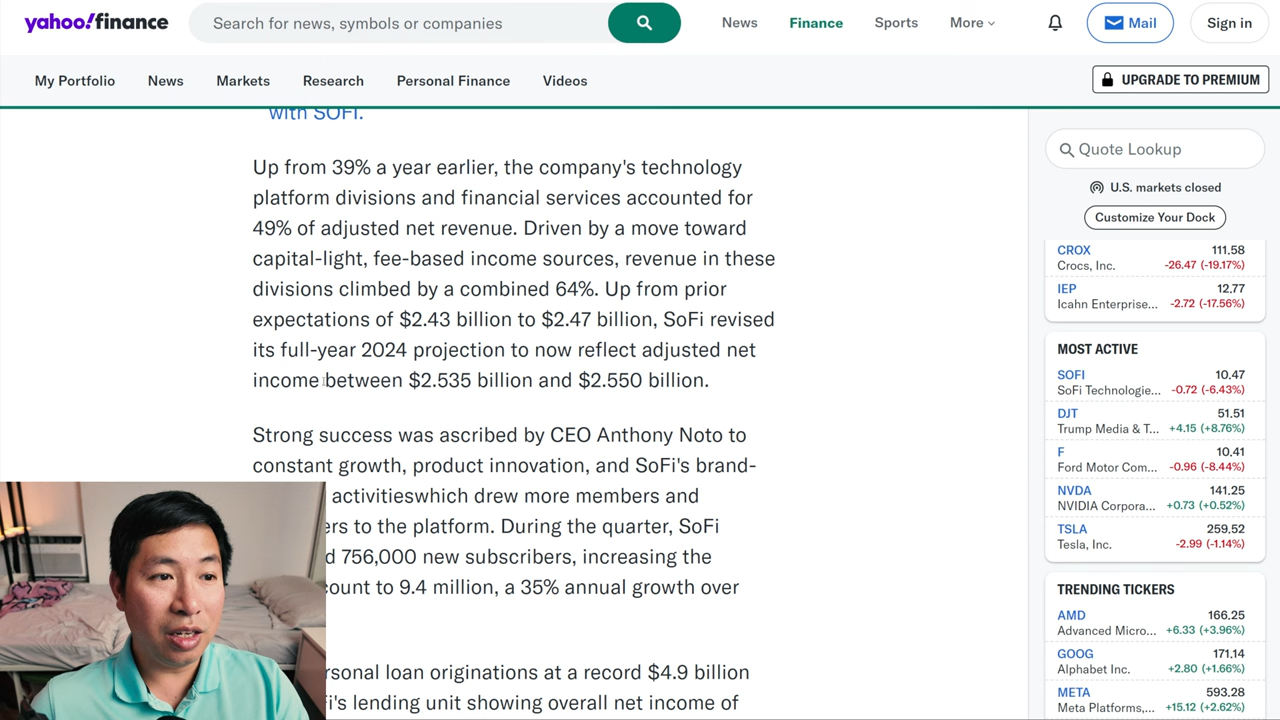 yahoo!finance
Search for news, symbols or companies
News
Finance
Sports
More
Mail
Sign in
My Portfolio
News
Markets
Research
Personal Finance
Videos
UPGRADE TO PREMIUM
with SOFI.
Up from 39% a year earlier, the company's technology
platform divisions and financial services accounted for
49% of adjusted net revenue. Driven by a move toward
capital-light, fee-based income sources, revenue in these
divisions climbed by a combined 64%. Up from prior
expectations of $2.43 billion to $2.47 billion, SoFi revised
its full-year 2024 projection to now reflect adjusted net
income between $2.535 billion and $2.550 billion.
Strong success was ascribed by CEO Anthony Noto to
constant growth, product innovation, and SoFi's brand-
activitieswhich drew more members and
ers to the platform. During the quarter, SoFi
d 756,000 new subscribers, increasing the
ount to 9.4 million, a 35% annual growth over
rsonal loan originations at a record $4.9 billion
i's lending unit showing overall net income of
Quote Lookup
U.S. markets closed
Customize Your Dock
CROX 111.58
Crocs, Inc. -26.47 (-19.17%)
IEP 12.77
Icahn Enterprise... -2.72 (-17.56%)
MOST ACTIVE
SOFI 10.47
SoFi Technologie... -0.72 (-6.43%)
DJT 51.51
Trump Media & T... +4.15 (+8.76%)
F 10.41
Ford Motor Com... -0.96 (-8.44%)
NVDA 141.25
NVIDIA Corpora... +0.73 (+0.52%)
TSLA 259.52
Tesla, Inc. -2.99 (-1.14%)
TRENDING TICKERS
AMD 166.25
Advanced Micro... +6.33 (+3.96%)
GOOG 171.14
Alphabet Inc. +2.80 (+1.66%)
META 593.28
Meta Platforms,... +15.12 (+2.62%)